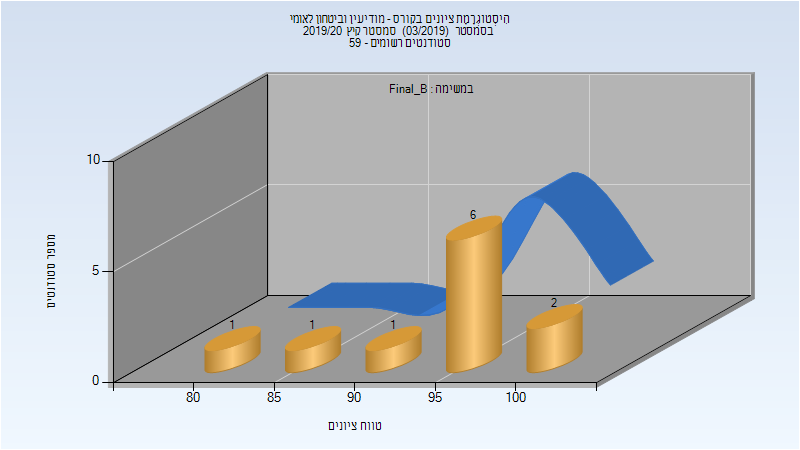 היסטוגרמת ציונים בקורס - מודיעין וביטחון לאומי
בסמסטר (03/2019) סמסטר קיץ 2019/20
סטודנטים רשומים - 59
במשימה : Final_B
מספר סטודנטים
10
5
0
1
1
1
6
2
80
85
90
95
100
טווח ציונים